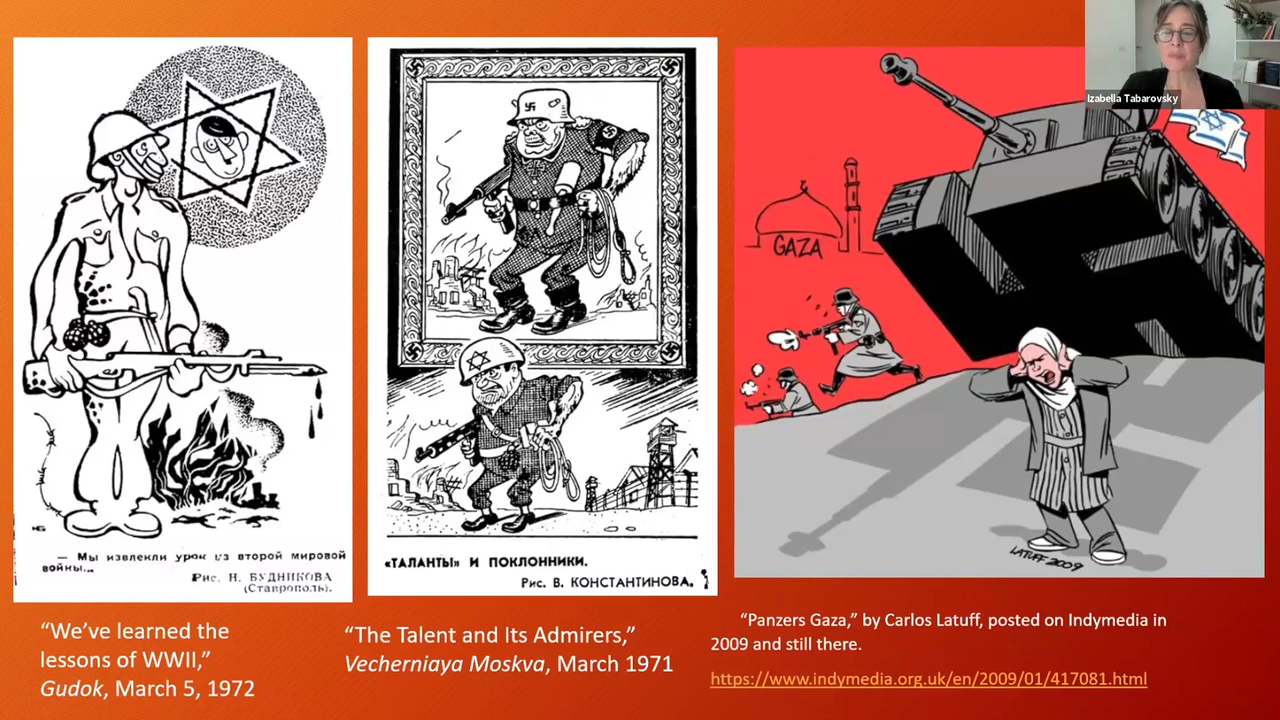 Izabella Tabarovsky
GAZA
LATUFF 2009
— Мы извлекли урок из второй мировой
войны...
Рис. Н. БУДНИКОВА
(Ставрополь).
«ТАЛАНТЫ» И ПОКЛОННИКИ.
Рис. В. КОНСТАНТИНОВА.
“We’ve learned the
lessons of WWII,”
Gudok, March 5, 1972
“The Talent and Its Admirers,”
Vecherniaya Moskva, March 1971
“Panzers Gaza,” by Carlos Latuff, posted on Indymedia in
2009 and still there.
https://www.indymedia.org.uk/en/2009/01/417081.html